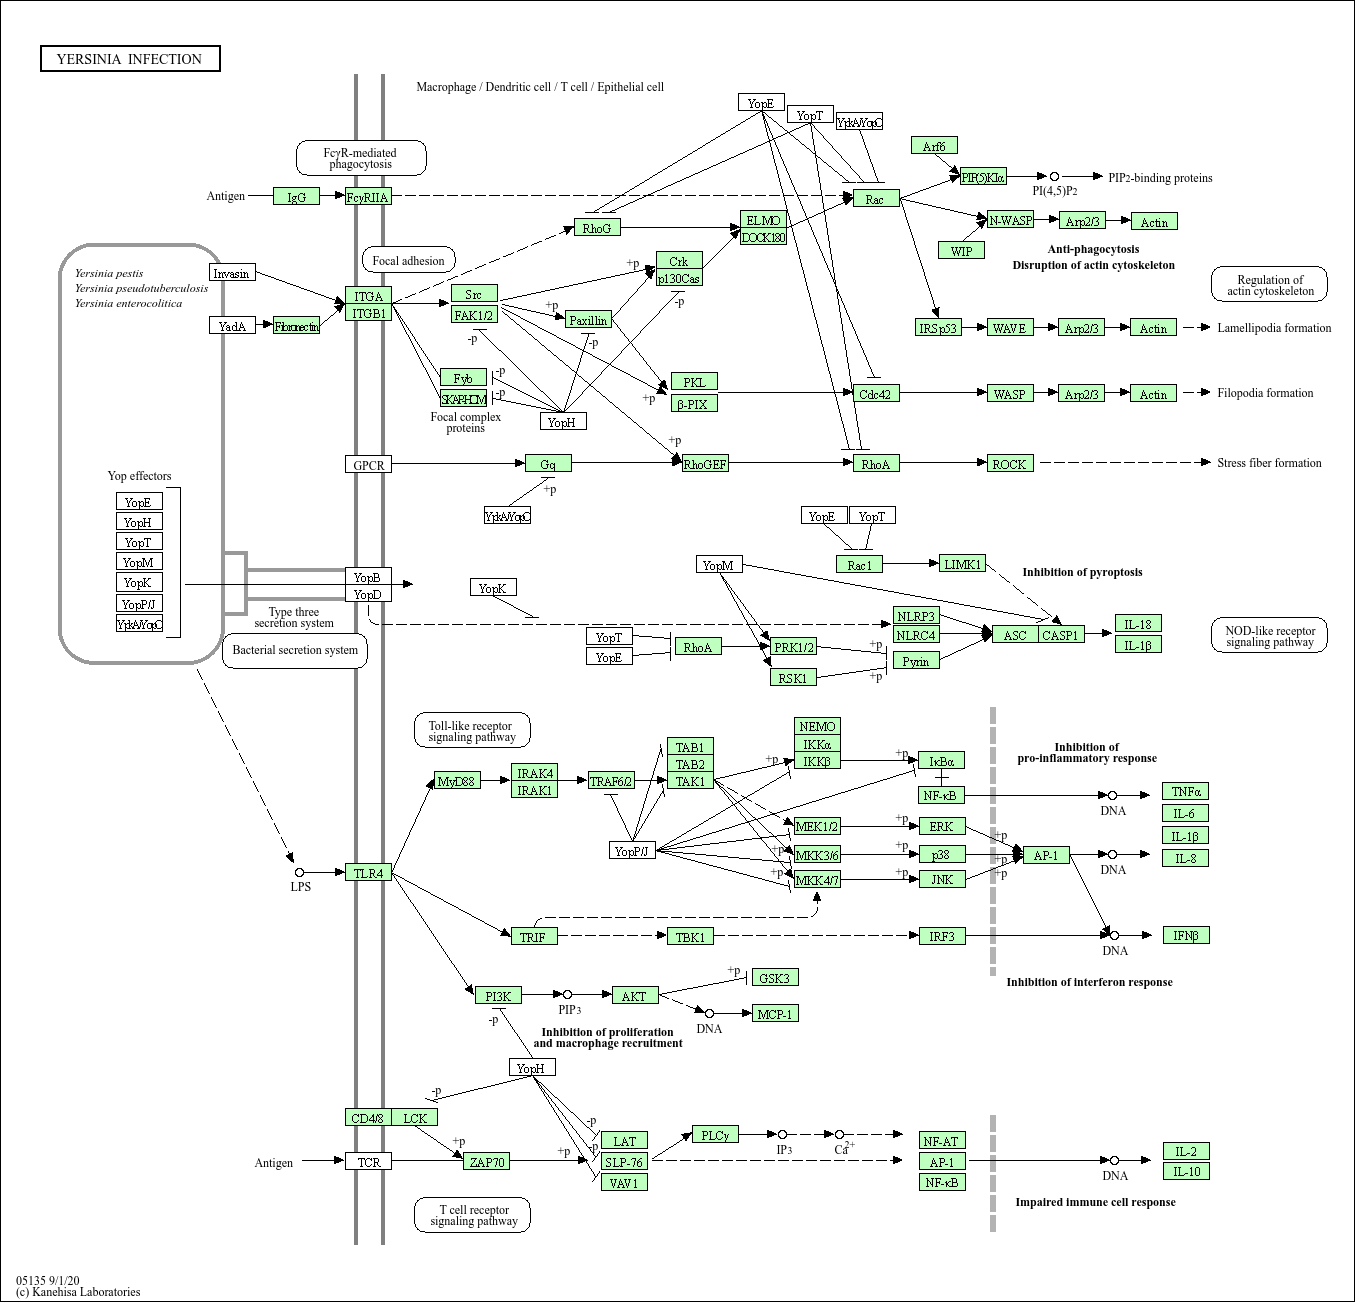 YERSINIA INFECTION
Macrophage / Dendritic cell / T cell / Epithelial cell
YopE
YopT
YpkA/YopO
FcγR-mediated
phagocytosis
Arf6
Antigen
IgG
FcγRIIA
Rac
PIP(5)KIα
PI(4,5)P2
PIP2-binding proteins
RhoG
ELMO
DOCK180
N-WASP
Arp2/3
Actin
WIP
Anti-phagocytosis
Disruption of actin cytoskeleton
Focal adhesion
Yersinia pestis
Yersinia pseudotuberculosis
Yersinia enterocolitica
Invasin
YadA
Fibronectin
ITGA
ITGB1
Src
FAK1/2
+p
+p
Crk
p130Cas
-p
Paxillin
-p
-p
Regulation of
actin cytoskeleton
IRSp53
WAVE
Arp2/3
Actin
Lamellipodia formation
Fyb
SKAP-HOM
-p
-p
Focal complex
proteins
YopH
PKL
β-PIX
+p
Cdc42
WASP
Arp2/3
Actin
Filopodia formation
GPCR
Gq
+p
RhoGEF
RhoA
ROCK
Stress fiber formation
+p
YpkA/YopO
Yop effectors
YopE
YopH
YopT
YopM
YopK
YopP/J
YpkA/YopO
YopB
YopD
Type three
secretion system
Bacterial secretion system
YopK
YopE
YopT
Rac1
LIMK1
YopM
Inhibition of pyroptosis
YopT
YopE
RhoA
PRK1/2
RSK1
+p
+p
NLRP3
NLRC4
Pyrin
ASC
CASP1
IL-18
IL-1β
NOD-like receptor
signaling pathway
Toll-like receptor
signaling pathway
MyD88
IRAK4
IRAK1
TRAF6/2
TAB1
TAB2
TAK1
+p
NEMO
IKKα
IKKβ
+p
IκBα
NF-κB
Inhibition of
pro-inflammatory response
DNA
TNFα
IL-6
IL-1β
IL-8
YopP/J
MEK1/2
+p
ERK
+p
+p
MKK3/6
+p
p38
+p
AP-1
DNA
+p
MKK4/7
+p
JNK
+p
LPS
TLR4
TRIF
TBK1
IRF3
DNA
IFNβ
Inhibition of interferon response
PI3K
-p
PIP3
AKT
+p
GSK3
DNA
MCP-1
Inhibition of proliferation
and macrophage recruitment
YopH
-p
CD4/8
LCK
+p
Antigen
TCR
ZAP70
+p
-p
-p
LAT
SLP-76
VAV1
PLCγ
IP3
Ca2+
NF-AT
AP-1
NF-κB
DNA
IL-2
IL-10
Impaired immune cell response
T cell receptor
signaling pathway
05135 9/1/20
(c) Kanehisa Laboratories